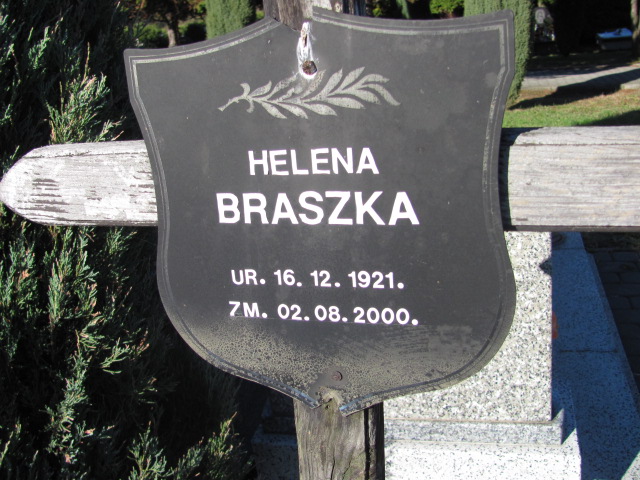 HELENA
BRASZKA
UR. 16. 12. 1921.
ZM. 02. 08. 2000.